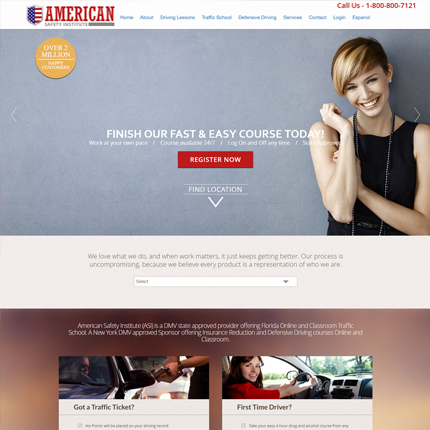 AMERICAN
SAFETY INSTITUTE
Call Us - 1-800-800-7121
Home About Driving Lessons Traffic School Defensive Driving Services Contact Login Espanol
OVER 2
MILLION
HAPPY
CUSTOMERS
FINISH OUR FAST & EASY COURSE TODAY!
Work at your own pace / Course available 24/7 / Log On and Off any time / State Approved
REGISTER NOW
FIND LOCATION
We love what we do, and when work matters, it just keeps getting better. Our process is
uncompromising, because we believe every product is a representation of who we are.
Select
American Safety Institute (ASI) is a DMV state approved provider offering Florida Online and Classroom Traffic
School. A New York DMV approved Sponsor offering Insurance Reduction and Defensive Driving courses Online and
Classroom.
Got a Traffic Ticket?
No Points will be placed on your driving record
First Time Driver?
Take your 4 hour drug and alcohol course from any